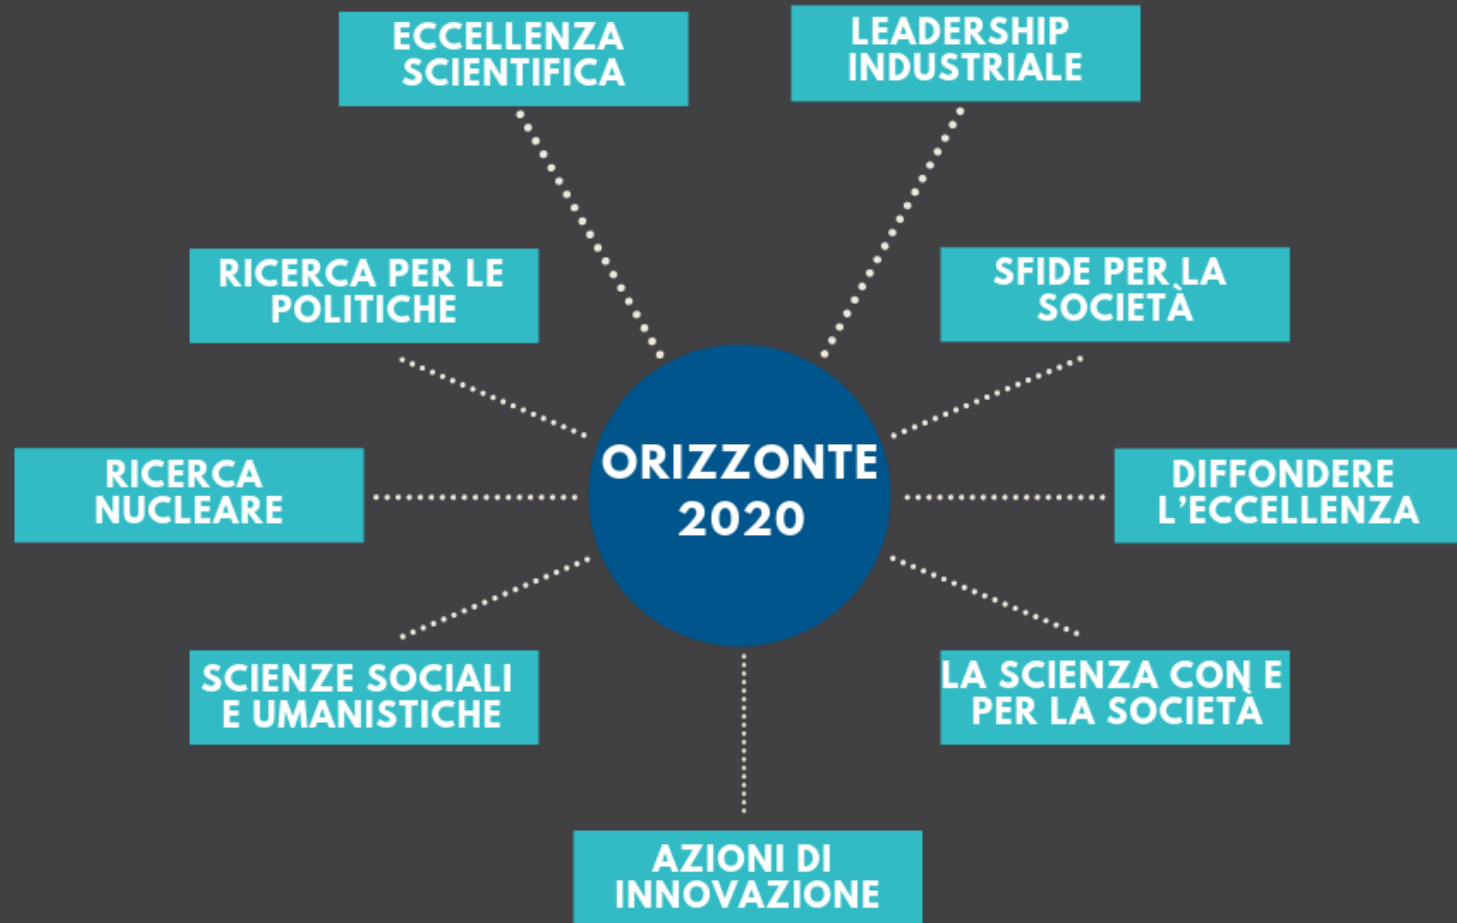 ECCELLENZA
SCIENTIFICA
LEADERSHIP
INDUSTRIALE
RICERCA PER LE
POLITICHE
SFIDE PER LA
SOCIETÀ
ORIZZONTE
2020
RICERCA
NUCLEARE
DIFFONDERE
L’ECCELLENZA
SCIENZE SOCIALI
E UMANISTICHE
LA SCIENZA CON E
PER LA SOCIETÀ
AZIONI DI
INNOVAZIONE